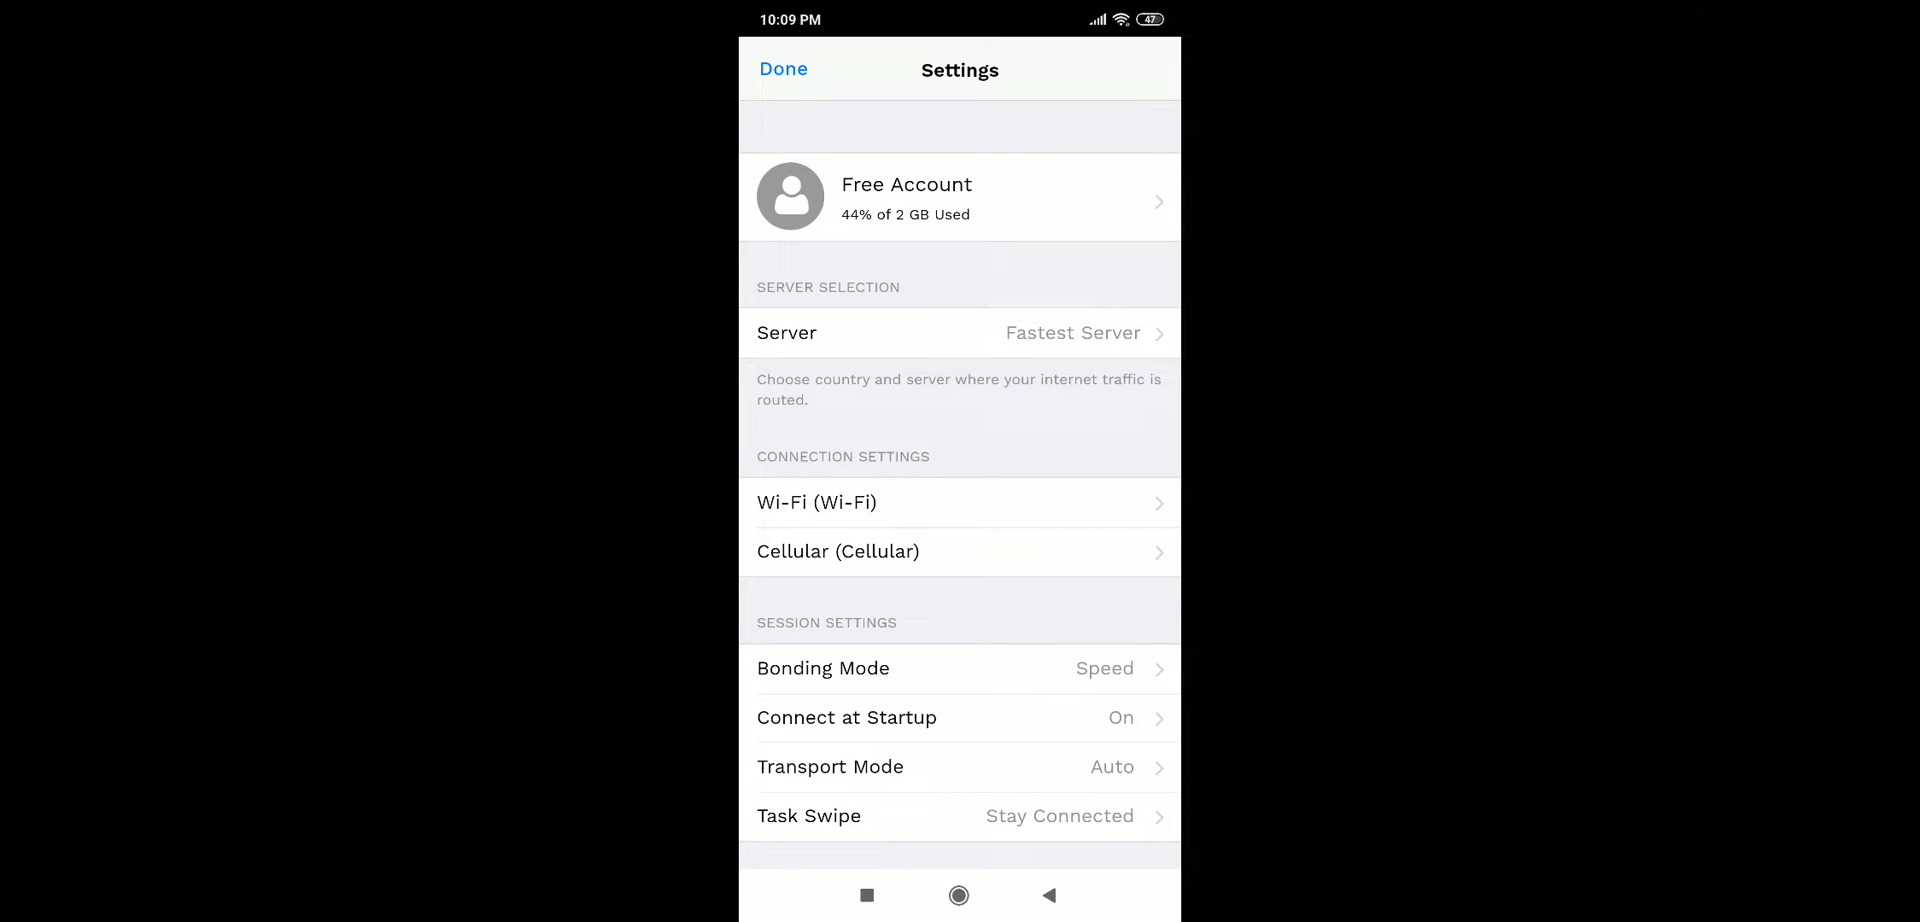 10:09 PM
47
Done
Settings
Free Account
44% of 2 GB Used
SERVER SELECTION
Server Fastest Server
Choose country and server where your internet traffic is
routed.
CONNECTION SETTINGS
Wi-Fi (Wi-Fi)
Cellular (Cellular)
SESSION SETTINGS
Bonding Mode Speed
Connect at Startup On
Transport Mode Auto
Task Swipe Stay Connected